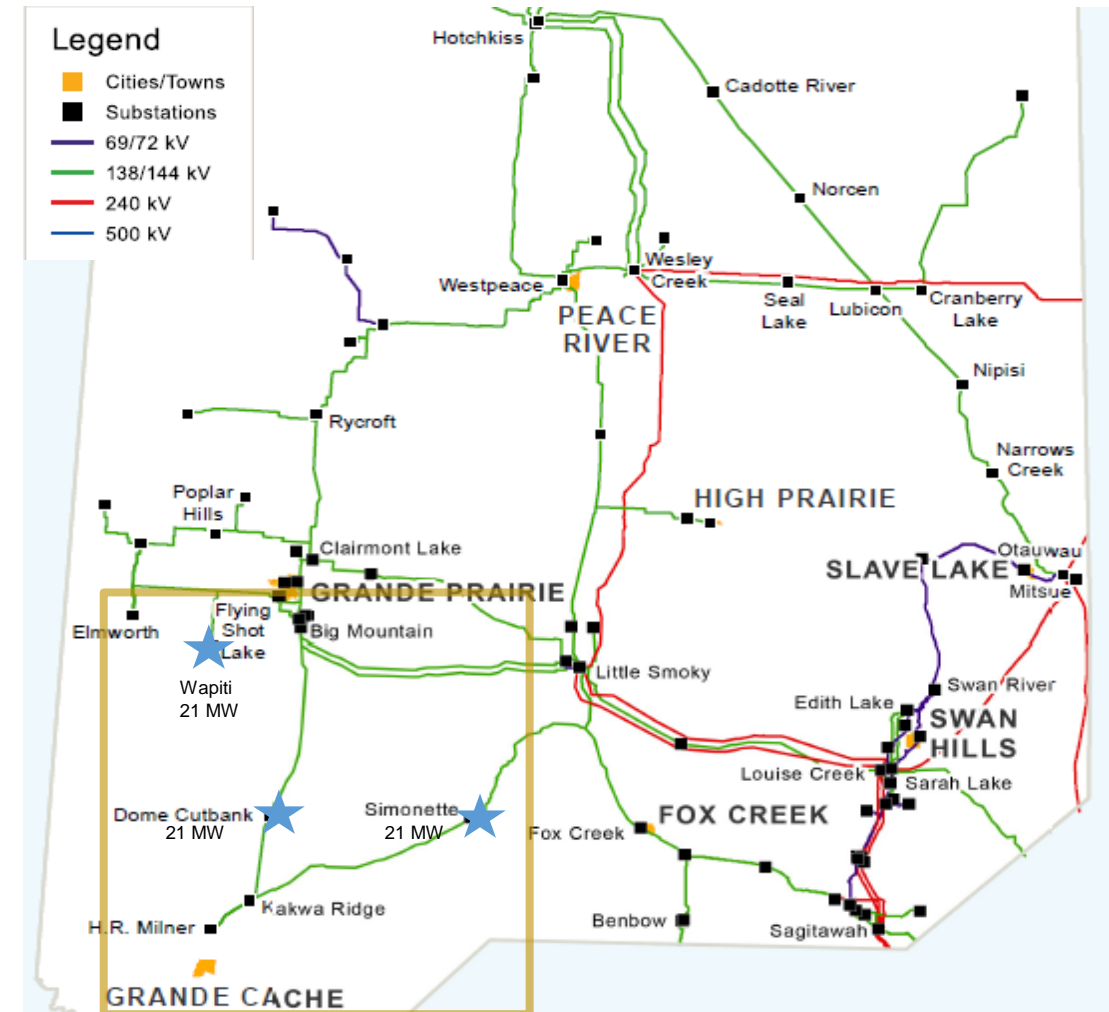 Legend
Cities/Towns
Substations
69/72 kV
138/144 kV
240 kV
500 kV
Hotchkiss
Cadotte River
Norcen
Wesley
Creek
Westpeace
Seal
Lake
Lubicon
Cranberry
Lake
PEACE
RIVER
Nipisi
Rycroft
Narrows
Creek
Poplar
Hills
HIGH PRAIRIE
Clairmont Lake
Otauwau
SLAVE LAKE
Mitsue
GRANDE PRAIRIE
Flying
Shot
Lake
Elmworth
Big Mountain
Little Smoky
Wapiti
21 MW
Swan River
Edith Lake
SWAN
HILLS
Louise Creek
Sarah Lake
Dome Cutbank
21 MW
Simonette
21 MW
Fox Creek
FOX CREEK
Kakwa Ridge
H.R. Milner
Benbow
Sagitawah
GRANDE CACHE